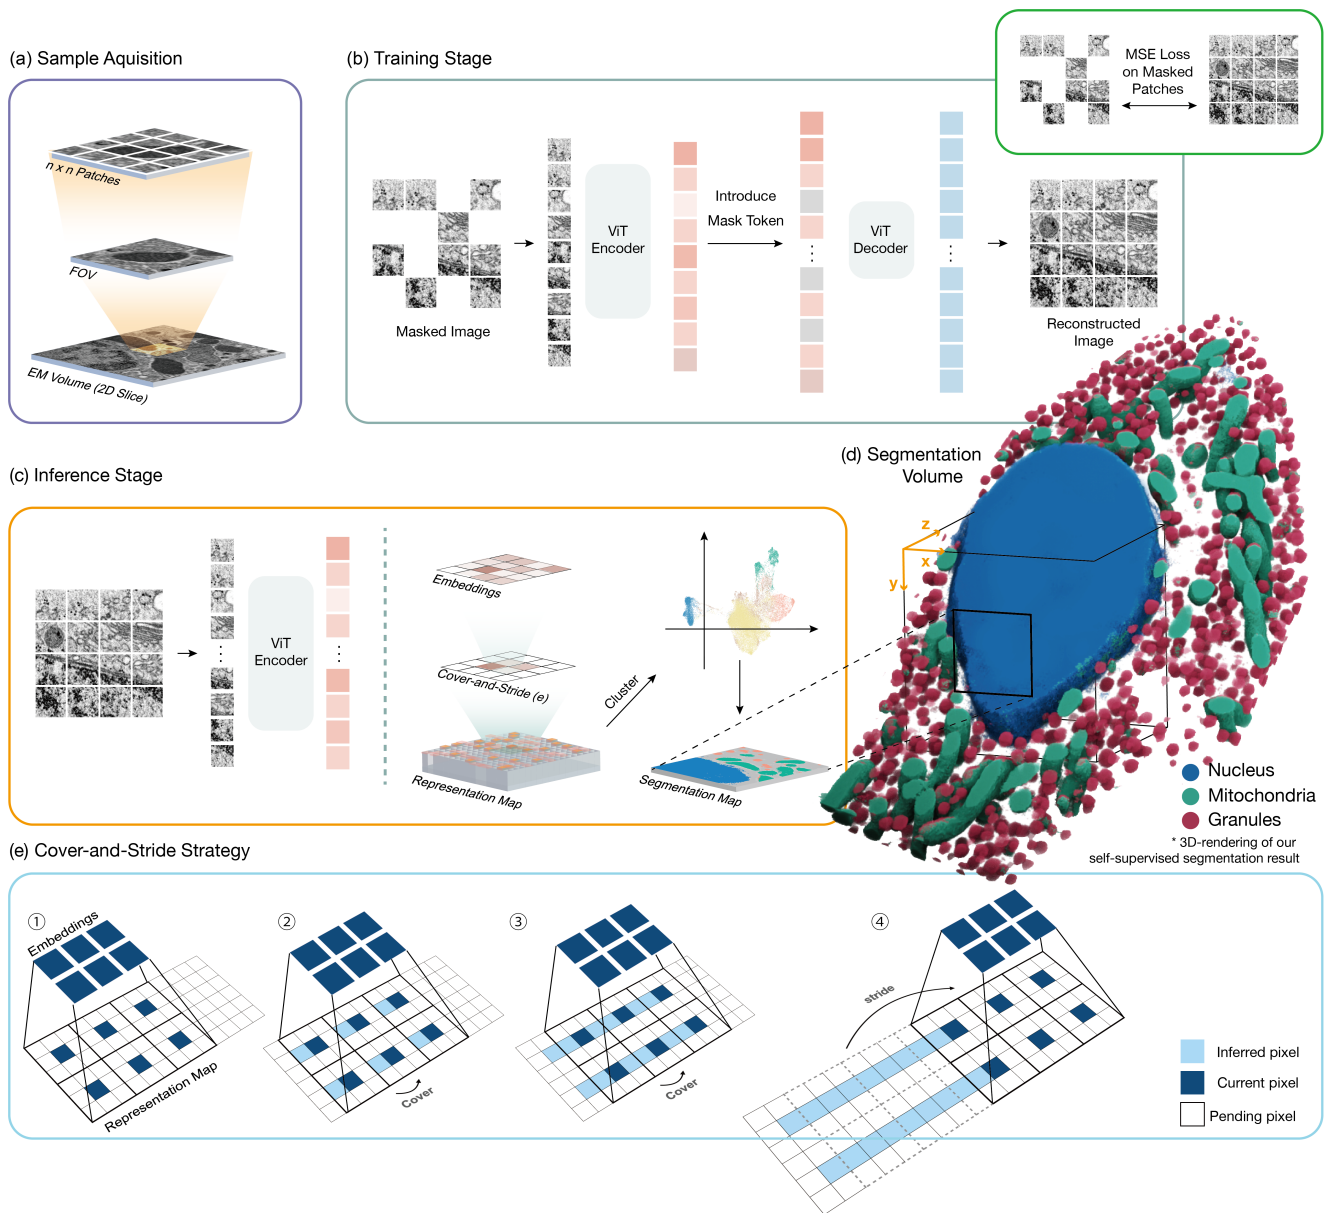 (a) Sample Aquisition
n x n Patches
FOV
EM Volume (2D Slice)
(b) Training Stage
Masked Image
ViT
Encoder
Introduce
Mask Token
ViT
Decoder
Reconstructed
Image
MSE Loss
on Masked
Patches
(c) Inference Stage
ViT
Encoder
Embeddings
Cover-and-Stride (e)
Representation Map
Cluster
Segmentation Map
(d) Segmentation
Volume
z
x
y
Nucleus
Mitochondria
Granules
* 3D-rendering of our
self-supervised segmentation result
(e) Cover-and-Stride Strategy
①
Embeddings
Representation Map
②
Cover
③
Cover
④
stride
Inferred pixel
Current pixel
Pending pixel